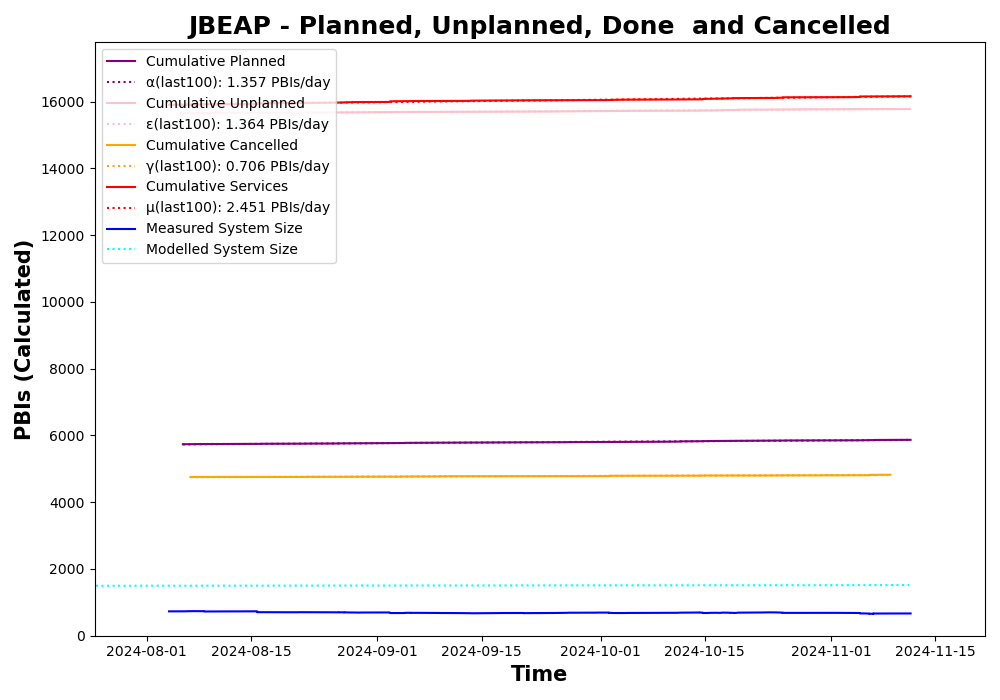 JBEAP - Planned, Unplanned, Done  and Cancelled
PBIs (Calculated)
16000
14000
12000
10000
8000
6000
4000
2000
0
Cumulative Planned
α(last100): 1.357 PBIs/day
Cumulative Unplanned
ε(last100): 1.364 PBIs/day
Cumulative Cancelled
γ(last100): 0.706 PBIs/day
Cumulative Services
μ(last100): 2.451 PBIs/day
Measured System Size
Modelled System Size
2024-08-01 2024-08-15 2024-09-01 2024-09-15 2024-10-01 2024-10-15 2024-11-01 2024-11-15
Time